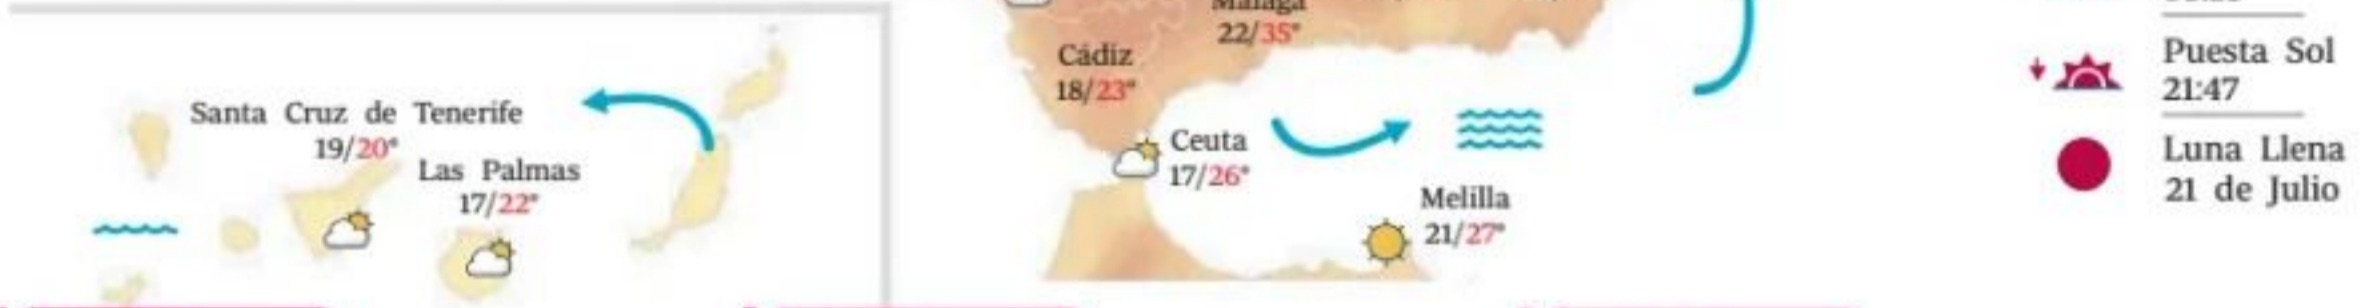 Málaga
22/35°
Cádiz
18/23°
Santa Cruz de Tenerife
19/20°
Las Palmas
17/22°
Ceuta
17/26°
Melilla
21/27°
Puesta Sol
21:47
Luna Llena
21 de Julio